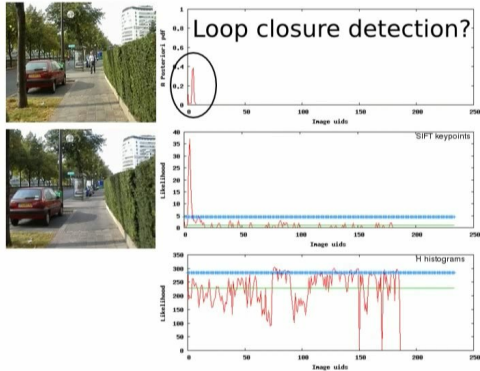 Loop closure detection?
A Posteriori pdf
1
0.8
0.6
0.4
0.2
0
0 50 100 150 200 250
Image uids
SIFT keypoints
Likelihood
40
35
30
25
20
15
10
5
0
0 50 100 150 200 250
Image uids
H histograms
Likelihood
350
300
250
200
150
100
50
0
0 50 100 150 200 250
Image uids